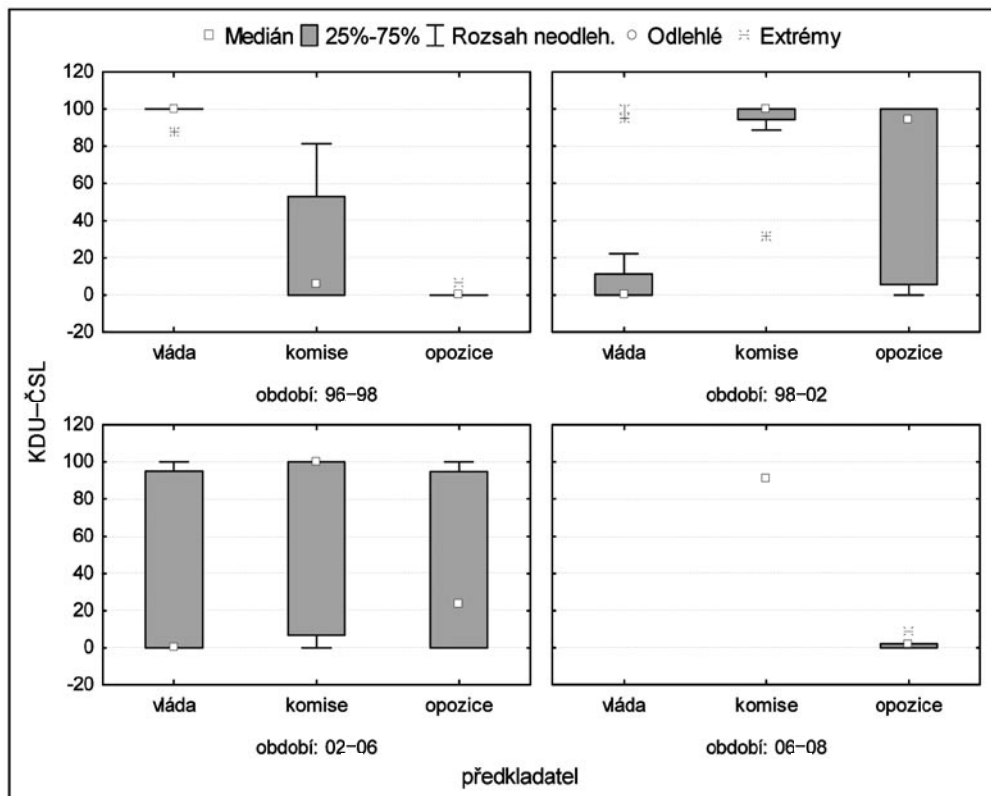 Medián 25%-75% Rozsah neodleh. Odlehlé Extrémy
KDU–ČSL
120
100
80
60
40
20
0
-20
vláda komise opozice
období: 96–98
vláda komise opozice
období: 98–02
120
100
80
60
40
20
0
-20
vláda komise opozice
období: 02–06
vláda komise opozice
období: 06–08
předkladatel